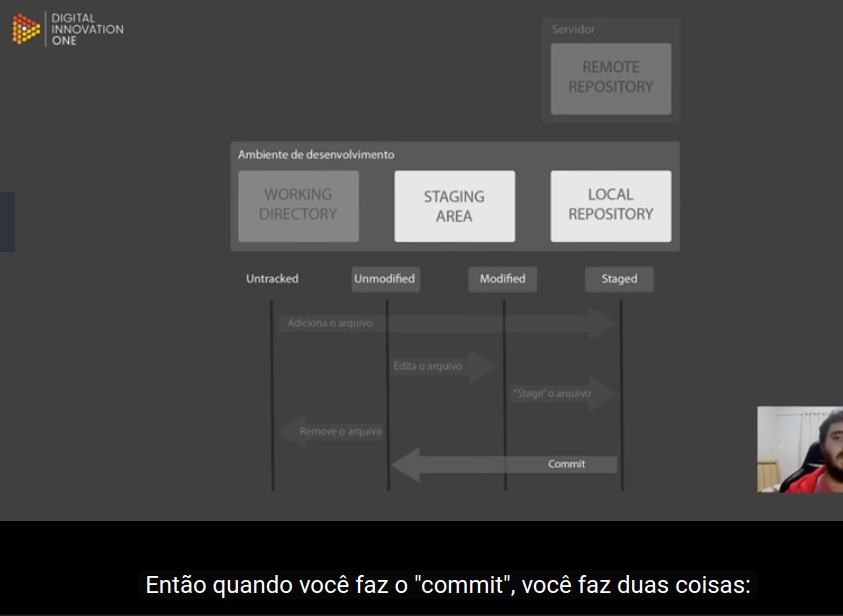 DIGITAL
INNOVATION
ONE
Servidor
REMOTE
REPOSITORY
Ambiente de desenvolvimento
WORKING
DIRECTORY
STAGING
AREA
LOCAL
REPOSITORY
Untracked
Unmodified
Modified
Staged
Adiciona o arquivo
Edita o arquivo
"Stage" o arquivo
Remove o arquivo
Commit
Então quando você faz o "commit", você faz duas coisas: